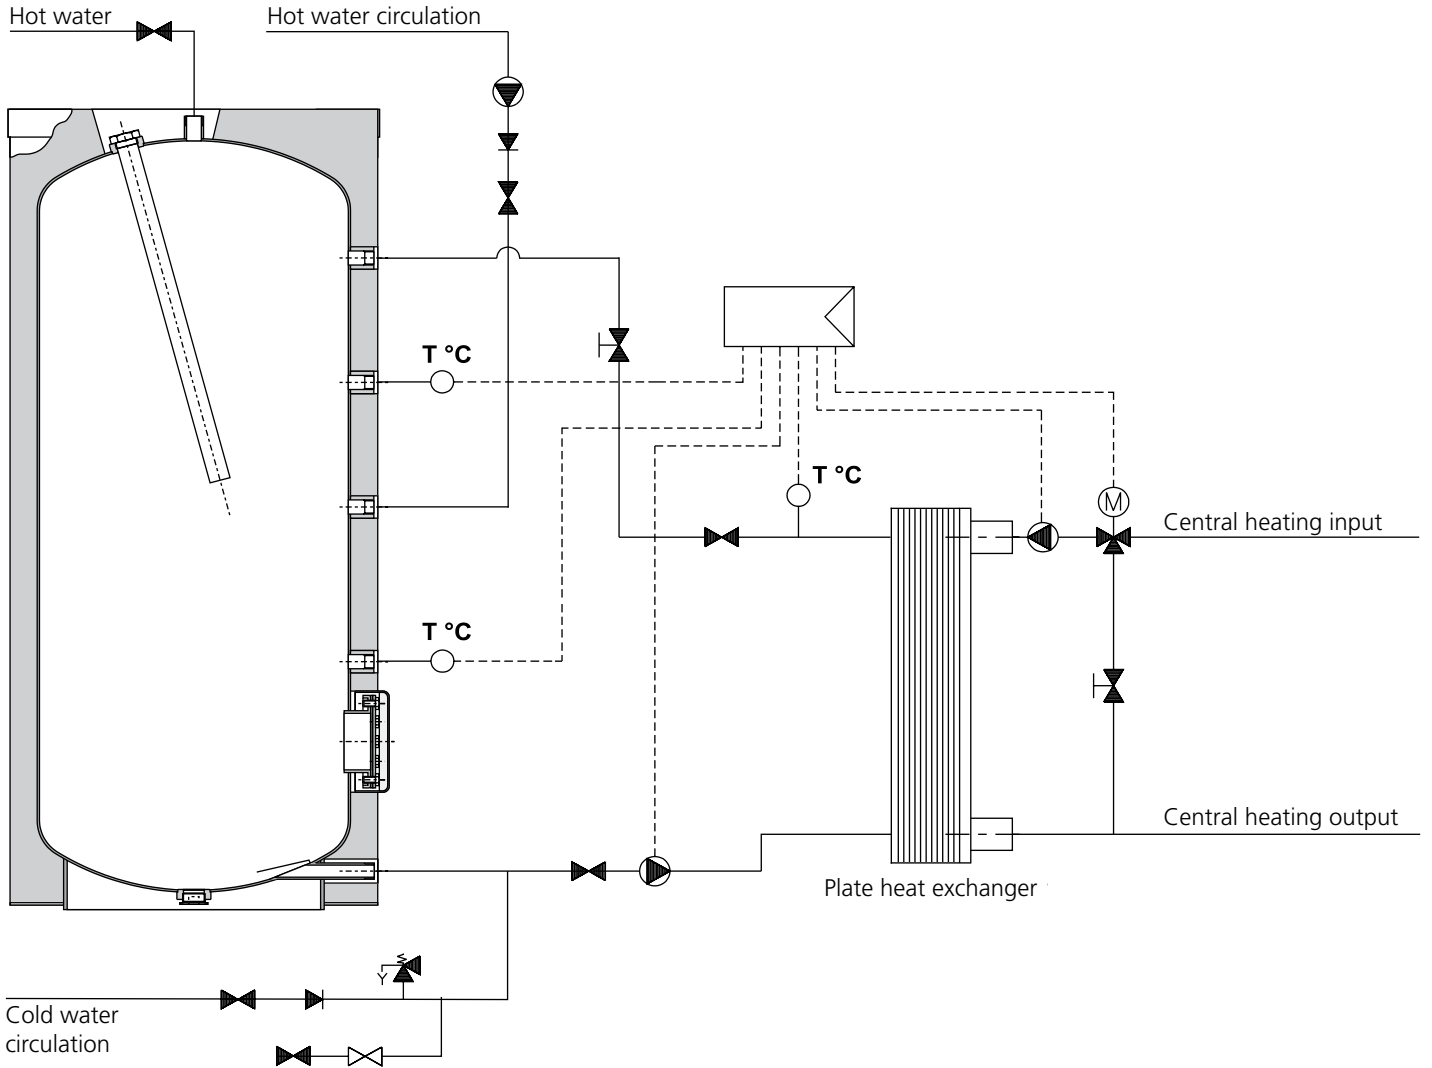 Hot water
Hot water circulation
T °C
T °C
M
Central heating input
T °C
Central heating output
Plate heat exchanger
Y
Cold water
circulation